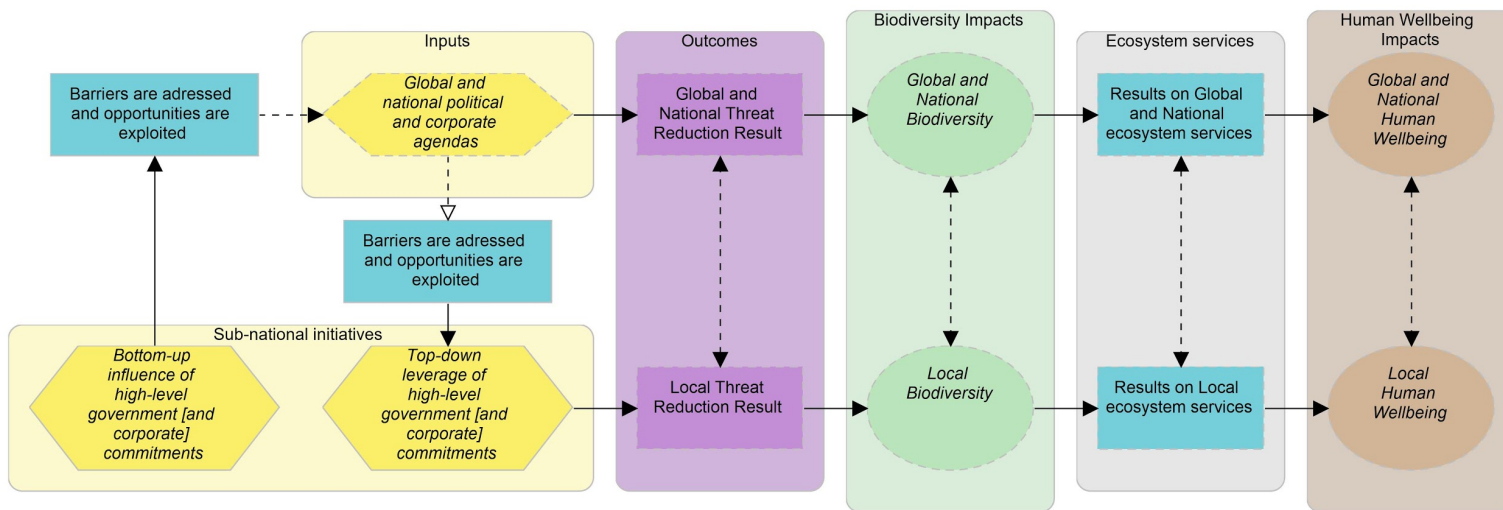 Inputs
Outcomes
Biodiversity Impacts
Ecosystem services
Human Wellbeing
Impacts
Barriers are adressed
and opportunities are
exploited
Global and
national political
and corporate
agendas
Global and
National Threat
Reduction Result
Global and
National
Biodiversity
Results on Global
and National
ecosystem services
Global and
National
Human
Wellbeing
Barriers are adressed
and opportunities are
exploited
Sub-national initiatives
Bottom-up
influence of
high-level
government [and
corporate]
commitments
Top-down
leverage of
high-level
government [and
corporate]
commitments
Local Threat
Reduction Result
Local
Biodiversity
Results on Local
ecosystem services
Local
Human
Wellbeing